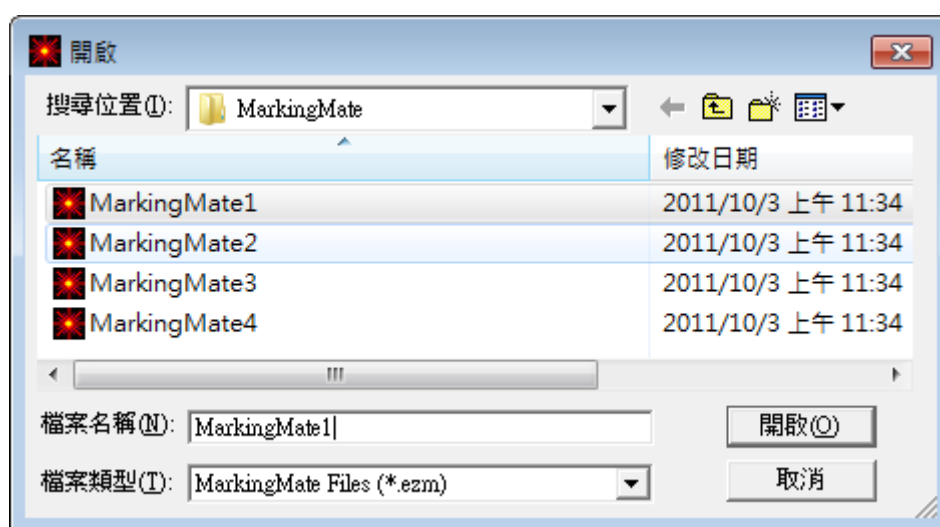 開啟
搜尋位置(I): MarkingMate
名稱 修改日期
MarkingMate1 2011/10/3 上午 11:34
MarkingMate2 2011/10/3 上午 11:34
MarkingMate3 2011/10/3 上午 11:34
MarkingMate4 2011/10/3 上午 11:34
檔案名稱(N): MarkingMate1 開啟(O)
檔案類型(T): MarkingMate Files (*.ezm) 取消